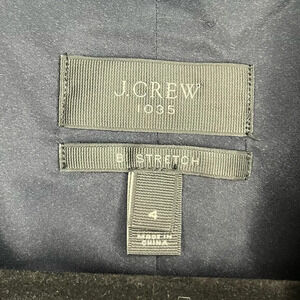 J.CREW
1035
BI STRETCH
4
MADE IN
CHINA